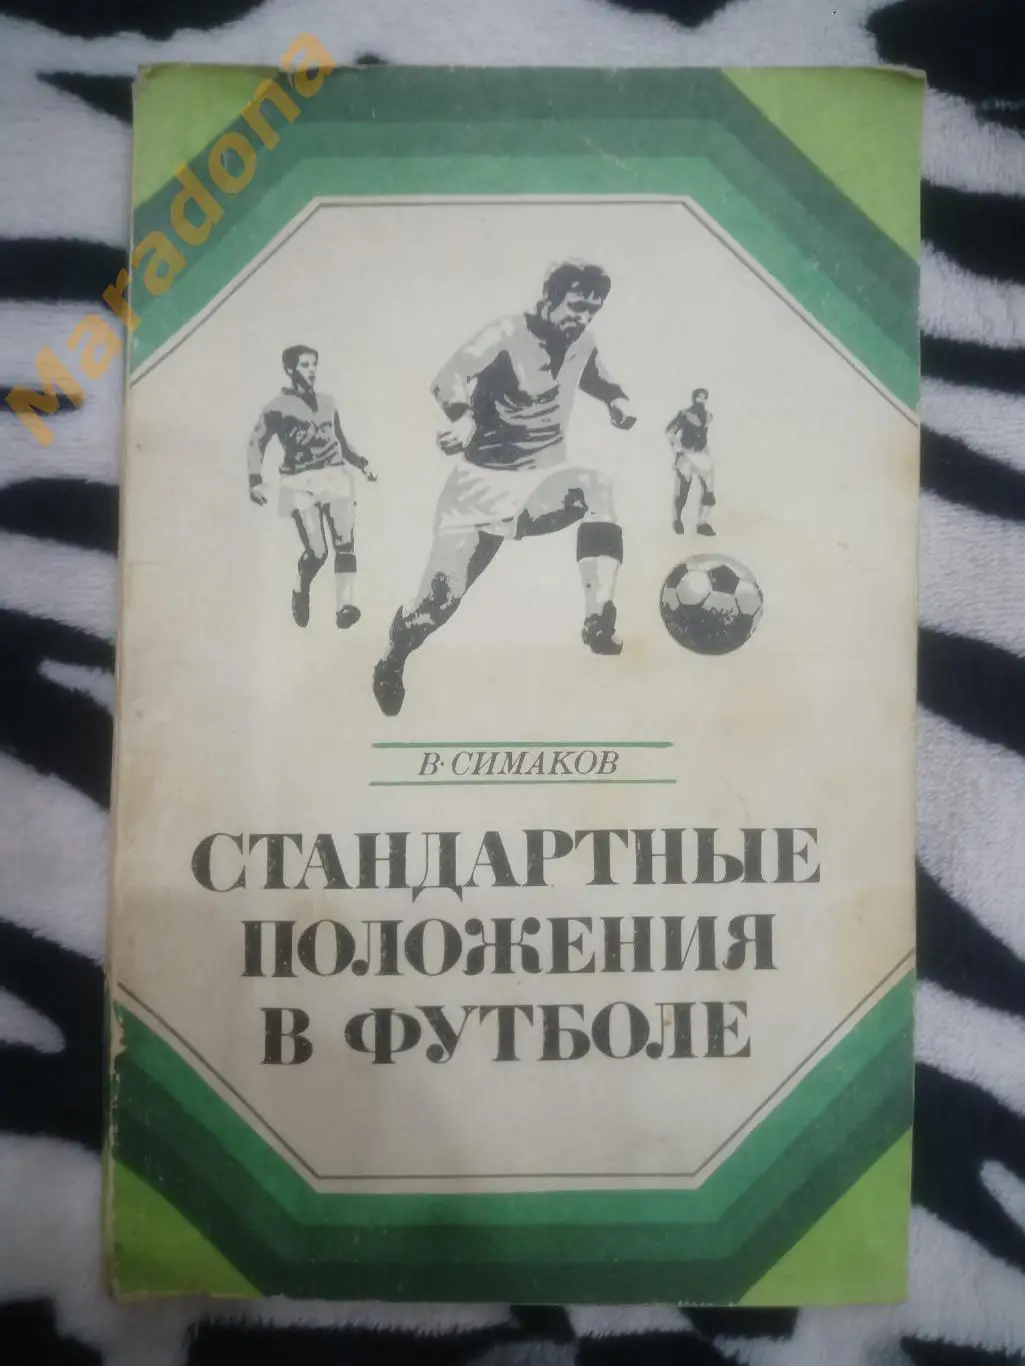 Maradona
В. СИМАКОВ
СТАНДАРТНЫЕ
ПОЛОЖЕНИЯ
В ФУТБОЛЕ